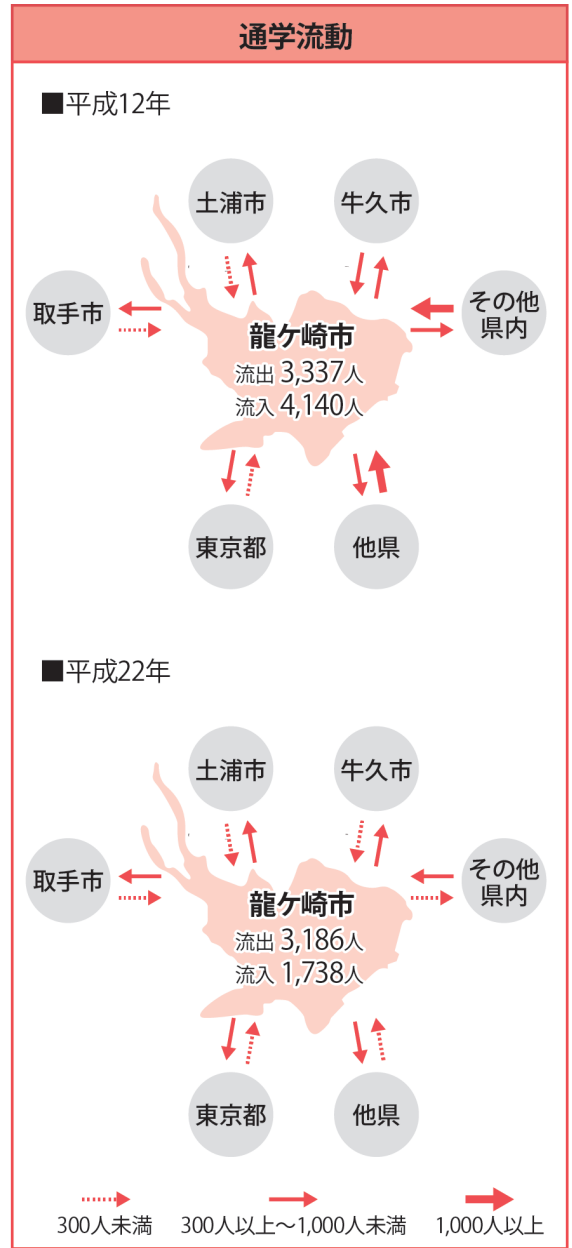 通学流動
■平成12年
土浦市
牛久市
取手市
その他
県内
龍ケ崎市
流出 3,337人
流入 4,140人
東京都
他県
■平成22年
土浦市
牛久市
取手市
その他
県内
龍ケ崎市
流出 3,186人
流入 1,738人
東京都
他県
300人未満
300人以上～1,000人未満
1,000人以上